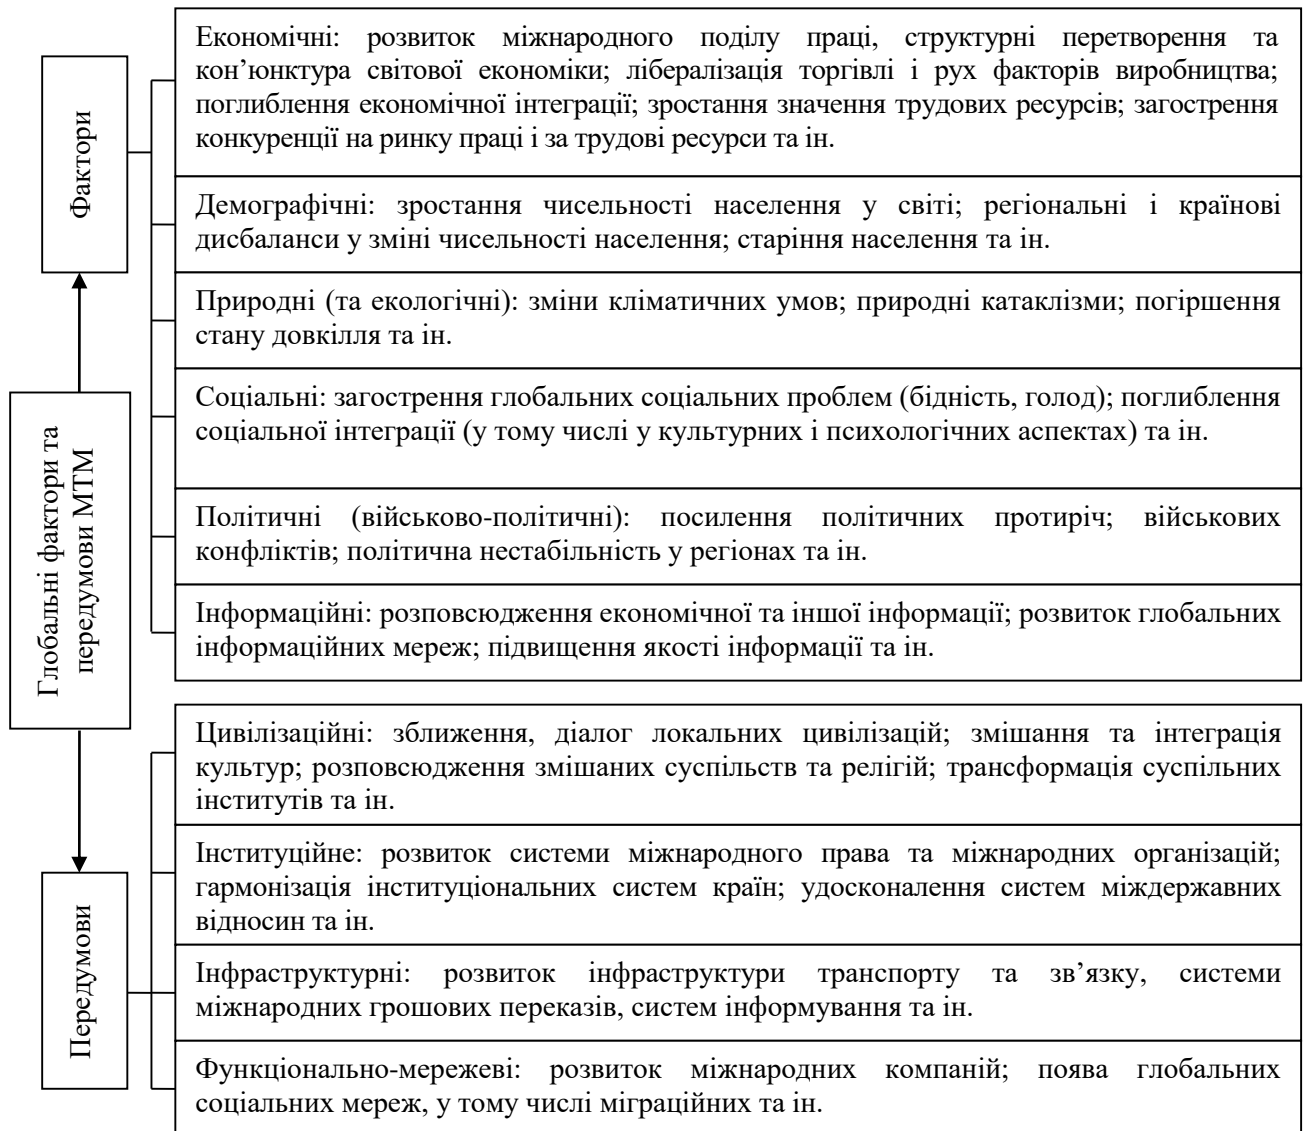 Глобальні фактори та
передумови МТМ
Фактори
Економічні: розвиток міжнародного поділу праці, структурні перетворення та
кон’юнктура світової економіки; лібералізація торгівлі і рух факторів виробництва;
поглиблення економічної інтеграції; зростання значення трудових ресурсів; загострення
конкуренції на ринку праці і за трудові ресурси та ін.
Демографічні: зростання чисельності населення у світі; регіональні і країнові
дисбаланси у зміні чисельності населення; старіння населення та ін.
Природні (та екологічні): зміни кліматичних умов; природні катаклізми; погіршення
стану довкілля та ін.
Соціальні: загострення глобальних соціальних проблем (бідність, голод); поглиблення
соціальної інтеграції (у тому числі у культурних і психологічних аспектах) та ін.
Політичні (військово-політичні): посилення політичних протиріч; військових
конфліктів; політична нестабільність у регіонах та ін.
Інформаційні: розповсюдження економічної та іншої інформації; розвиток глобальних
інформаційних мереж; підвищення якості інформації та ін.
Передумови
Цивілізаційні: зближення, діалог локальних цивілізацій; змішання та інтеграція
культур; розповсюдження змішаних суспільств та релігій; трансформація суспільних
інститутів та ін.
Інституційне: розвиток системи міжнародного права та міжнародних організацій;
гармонізація інституціональних систем країн; удосконалення систем міждержавних
відносин та ін.
Інфраструктурні: розвиток інфраструктури транспорту та зв’язку, системи
міжнародних грошових переказів, систем інформування та ін.
Функціонально-мережеві: розвиток міжнародних компаній; поява глобальних
соціальних мереж, у тому числі міграційних та ін.